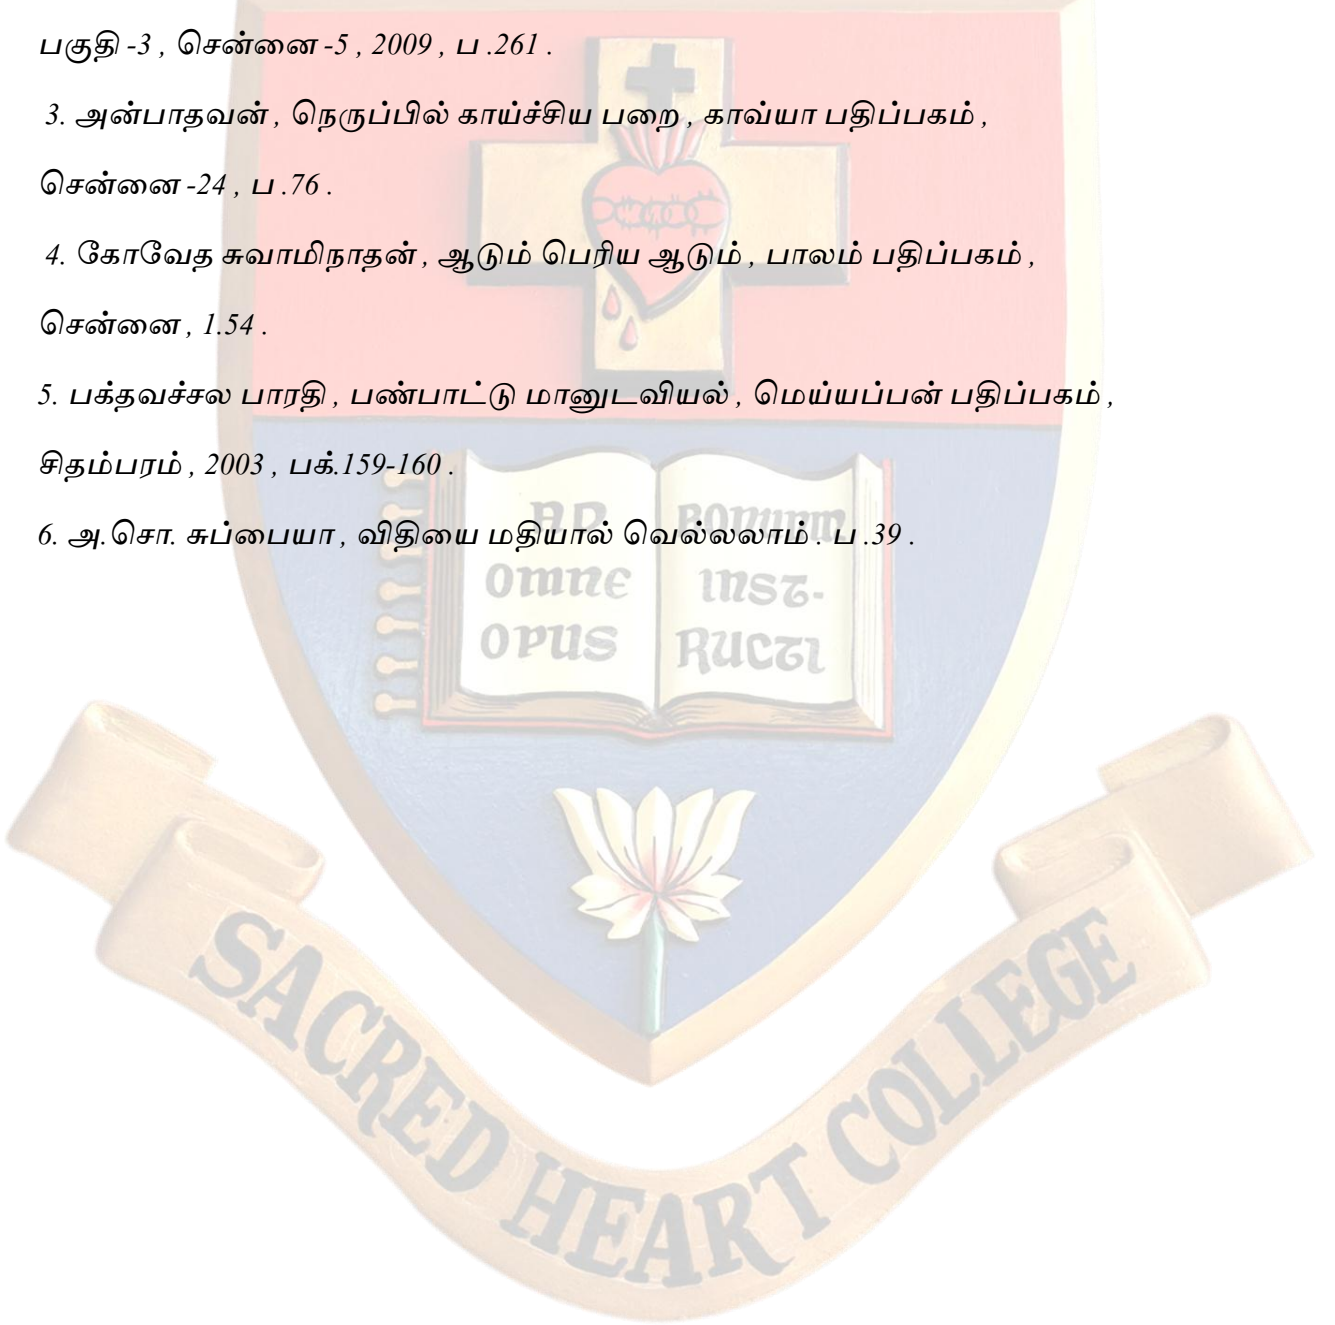 பகுதி -3 , சென்னை -5 , 2009 , ப .261 .
3. அன்பாதவன் , நெருப்பில் காய்ச்சிய பறை , காவ்யா பதிப்பகம் ,
சென்னை -24 , ப .76 .
4. கோவேத சுவாமிநாதன் , ஆடும் பெரிய ஆடும் , பாலம் பதிப்பகம் ,
சென்னை , 1.54 .
5. பக்தவச்சல பாரதி , பண்பாட்டு மானுடவியல் , மெய்யப்பன் பதிப்பகம் ,
சிதம்பரம் , 2003 , பக்.159-160 .
6. அ.சொ. சுப்பையா , விதியை மதியால் வெல்லலாம் . ப .39 .
AD BONUM
OMNE INST-
OPUS RUCTI
SACRED HEART COLLEGE